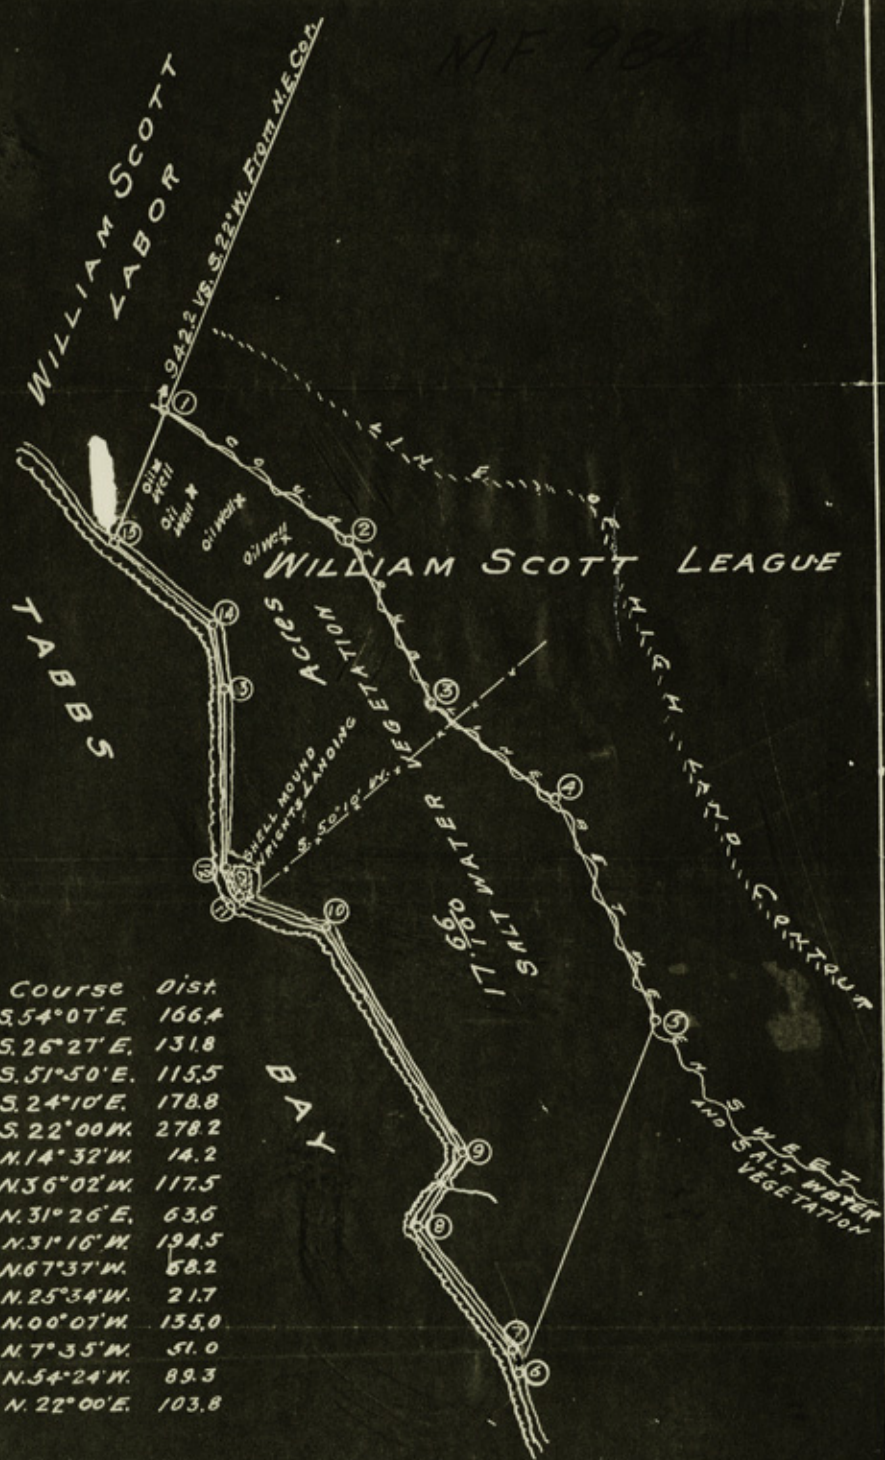 MF 984
WILLIAM SCOTT
LABOR
942.2 VS. S.22°W. From N.E. Cor.
1
LINE OF HIGH LAND CONTOUR
Oil Well
Oil Well
Oil Well
Oil Well
2
15
WILLIAM SCOTT LEAGUE
14
13
3
TABBS
BAY
17.66/100 Acres
SALT WATER VEGETATION
SHELL MOUND
WRIGHTS LANDING
S. 50°10' W.
4
12
11
10
5
BETWEEN SWEET
AND SALT WATER
VEGETATION
9
8
7
6
Course Dist.
S.54°07'E. 166.4
S.26°27'E. 131.8
S.51°50'E. 115.5
S.24°10'E. 178.8
S.22°00'W. 278.2
N.14°32'W. 14.2
N.36°02'W. 117.5
N.31°26'E. 63.6
N.31°16'W. 194.5
N.67°37'W. 68.2
N.25°34'W. 21.7
N.00°07'W. 135.0
N.7°35'W. 51.0
N.54°24'W. 89.3
N.22°00'E. 103.8